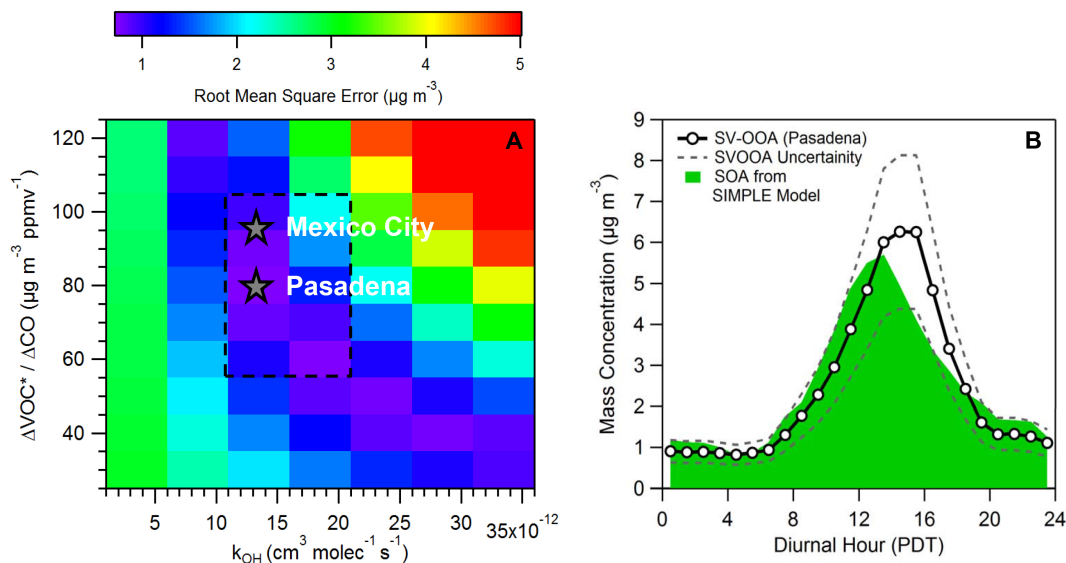 1
2
3
4
5
Root Mean Square Error (µg m⁻³)
A
120
100
80
60
40
ΔVOC* / ΔCO (µg m⁻³ ppmv⁻¹)
Mexico City
Pasadena
5
10
15
20
25
30
35x10⁻¹²
k_OH (cm³ molec⁻¹ s⁻¹)
B
SV-OOA (Pasadena)
SVOOA Uncertainity
SOA from
SIMPLE Model
9
8
7
6
5
4
3
2
1
0
Mass Concentration (µg m⁻³)
0
4
8
12
16
20
24
Diurnal Hour (PDT)